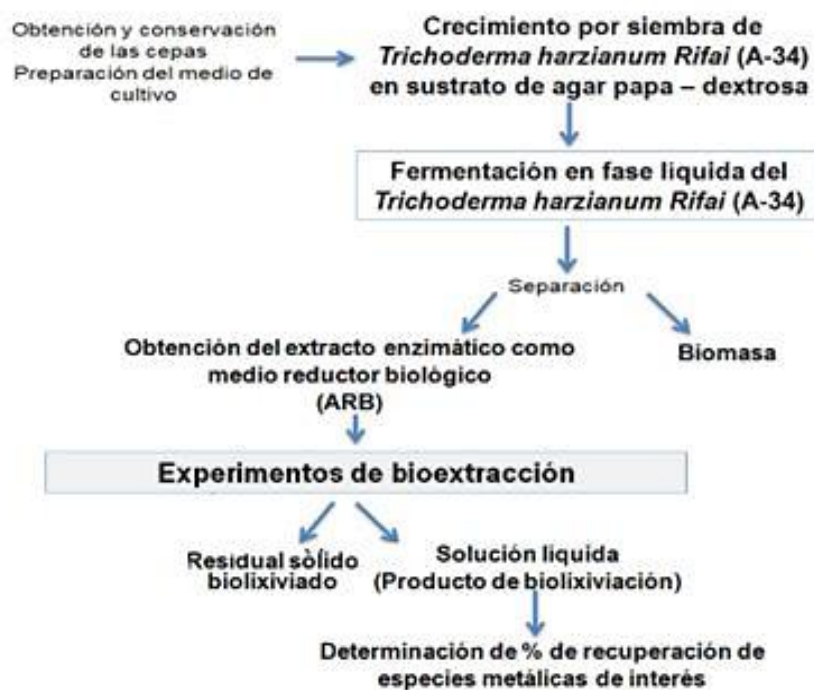 Obtención y conservación
de las cepas
Preparación del medio de
cultivo
Crecimiento por siembra de
Trichoderma harzianum Rifai (A-34)
en sustrato de agar papa – dextrosa
Fermentación en fase líquida del
Trichoderma harzianum Rifai (A-34)
Separación
Obtención del extracto enzimático como
medio reductor biológico
(ARB)
Biomasa
Experimentos de bioextracción
Residual sòlido
biolixiviado
Solución líquida
(Producto de biolixiviación)
Determinación de % de recuperación de
especies metálicas de interés